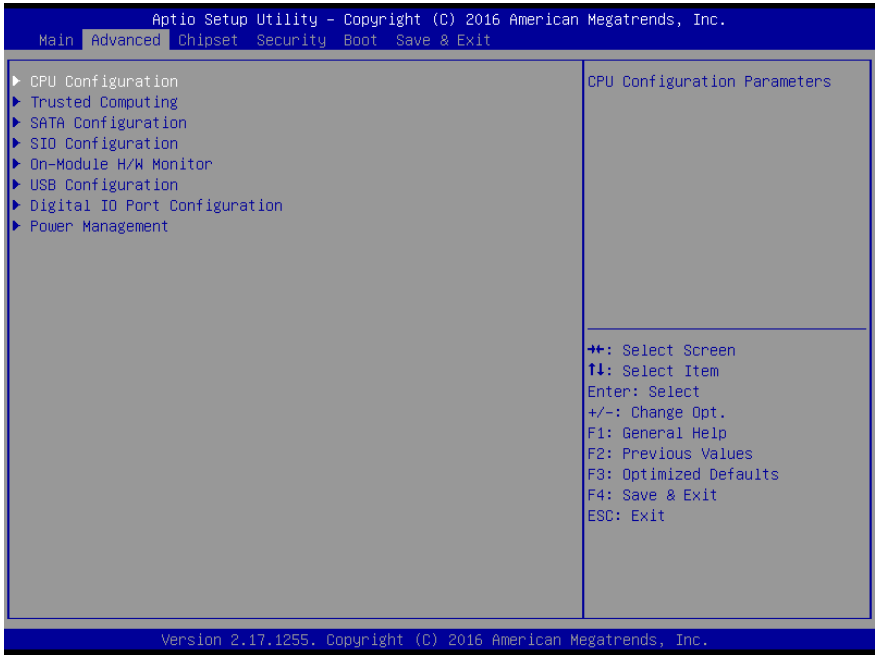 Aptio Setup Utility – Copyright (C) 2016 American Megatrends, Inc.
Main Advanced Chipset Security Boot Save & Exit
CPU Configuration
Trusted Computing
SATA Configuration
SIO Configuration
On-Module H/W Monitor
USB Configuration
Digital IO Port Configuration
Power Management
CPU Configuration Parameters
→←: Select Screen
↑↓: Select Item
Enter: Select
+/-: Change Opt.
F1: General Help
F2: Previous Values
F3: Optimized Defaults
F4: Save & Exit
ESC: Exit
Version 2.17.1255. Copyright (C) 2016 American Megatrends, Inc.